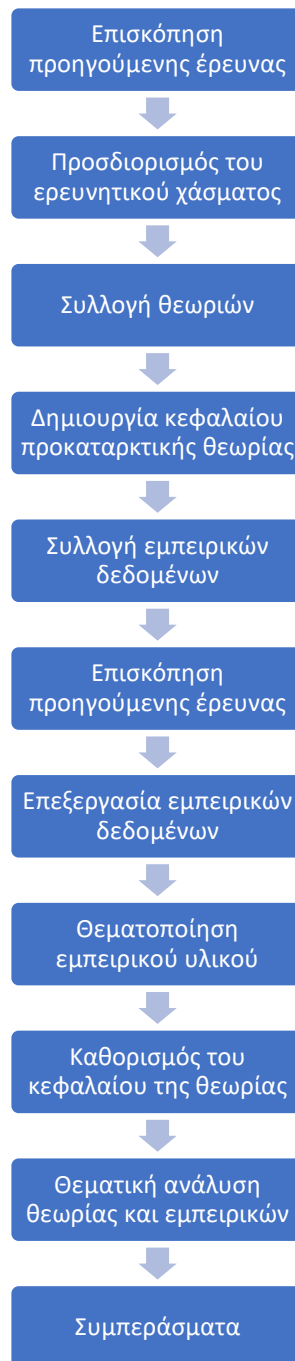 Επισκόπηση
προηγούμενης έρευνας
Προσδιορισμός του
ερευνητικού χάσματος
Συλλογή θεωριών
Δημιουργία κεφαλαίου
προκαταρκτικής θεωρίας
Συλλογή εμπειρικών
δεδομένων
Επισκόπηση
προηγούμενης έρευνας
Επεξεργασία εμπειρικών
δεδομένων
Θεματοποίηση
εμπειρικού υλικού
Καθορισμός του
κεφαλαίου της θεωρίας
Θεματική ανάλυση
θεωρίας και εμπειρικών
Συμπεράσματα